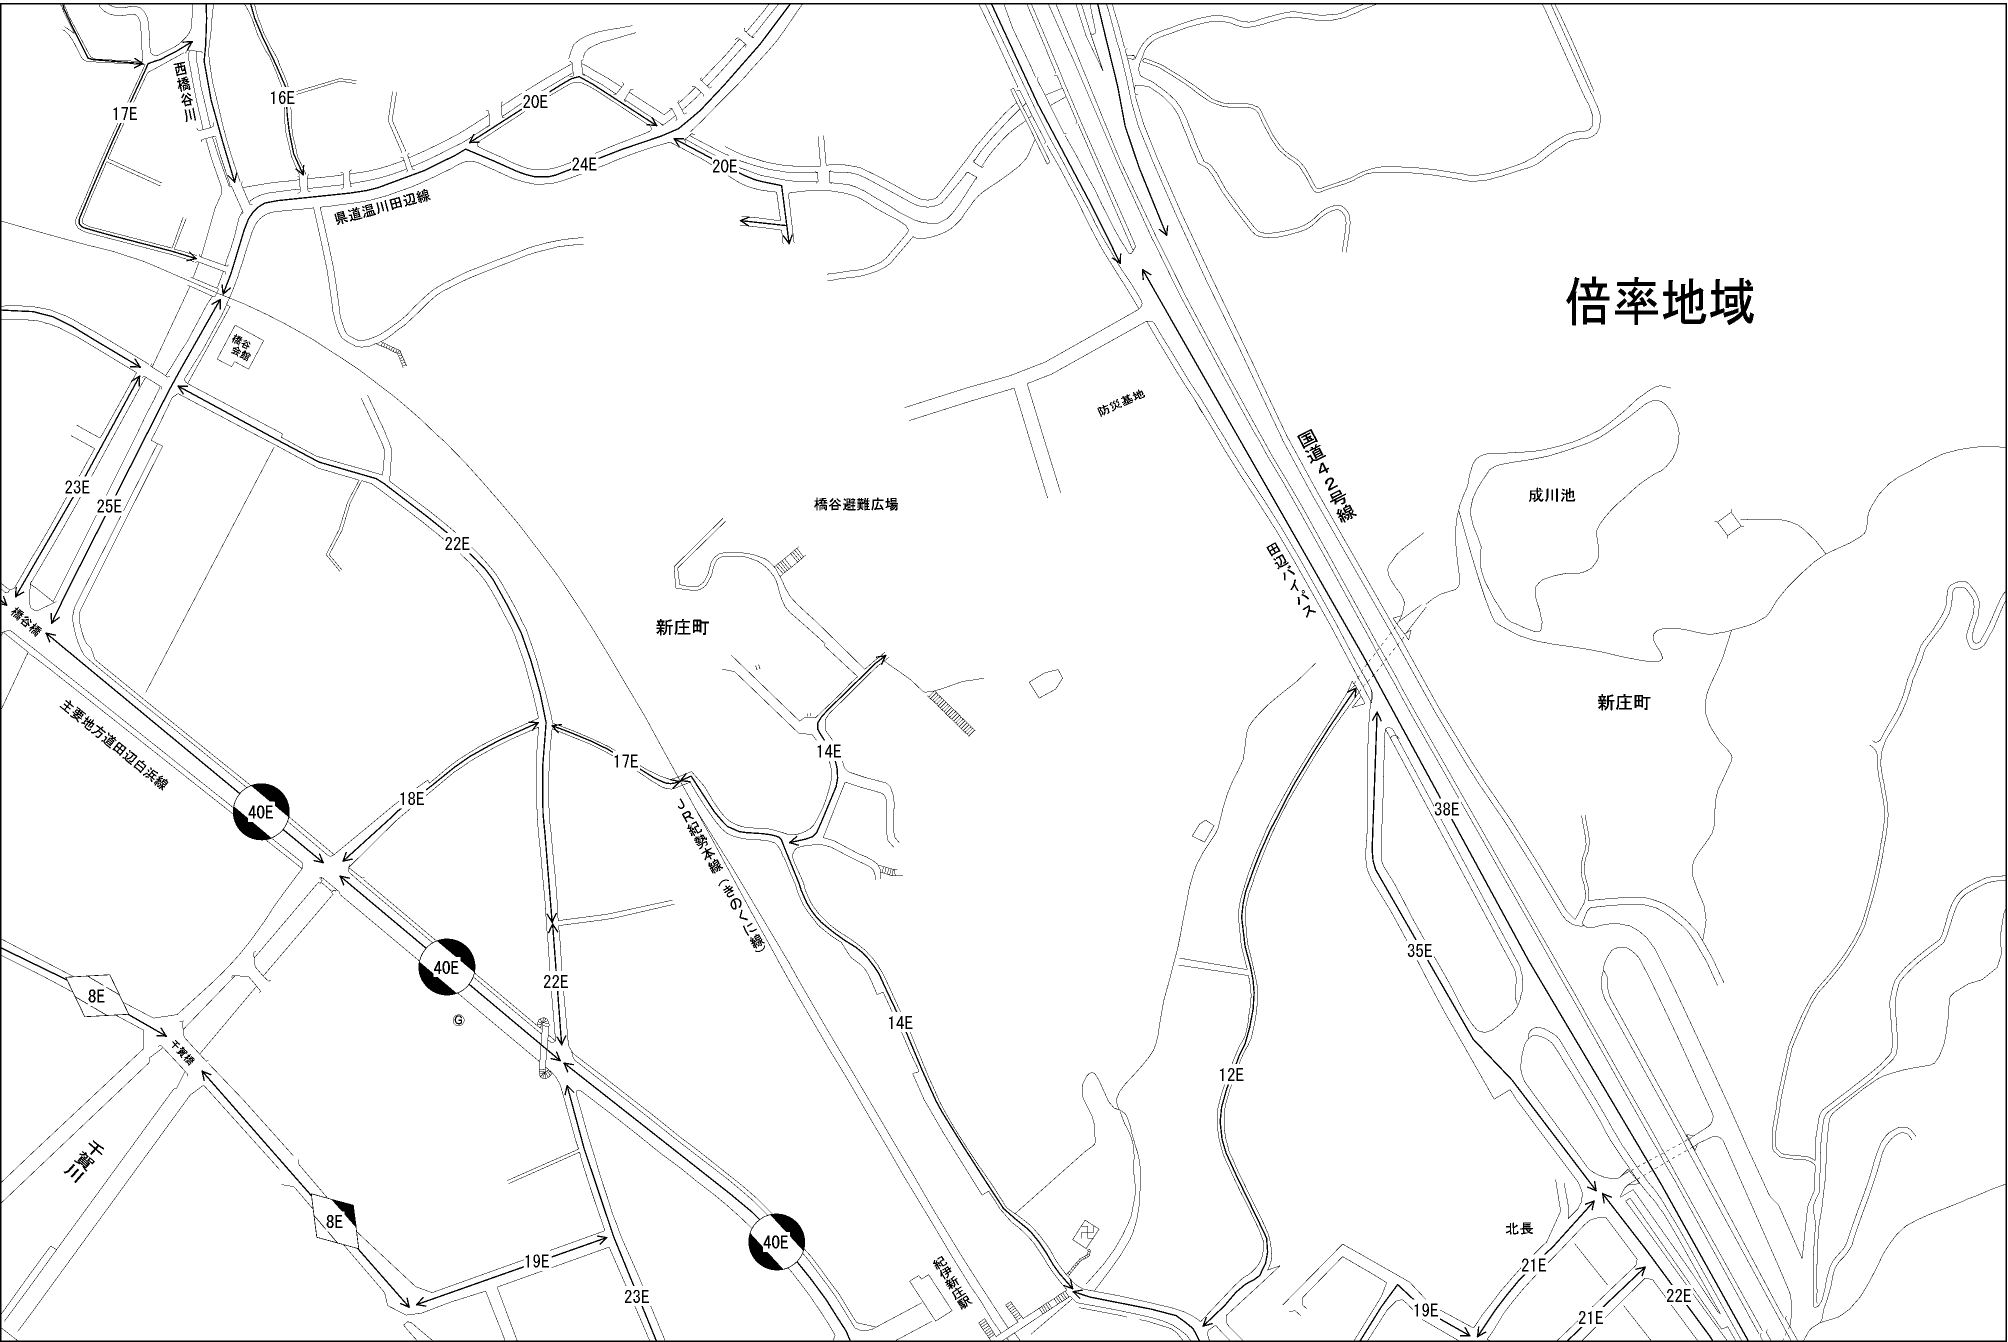 西橋谷川
17E
16E
20E
24E
20E
県道温川田辺線
倍率地域
橋谷
会館
防災基地
国道42号線
23E
25E
22E
橋谷避難広場
成川池
田辺バイパス
橋谷橋
新庄町
新庄町
主要地方道田辺白浜線
17E
14E
18E
40E
38E
JR紀勢本線（きのくに線）
35E
40E
22E
8E
G
14E
千賀橋
12E
千賀川
8E
北長
40E
19E
紀伊新庄駅
21E
23E
19E
22E
21E